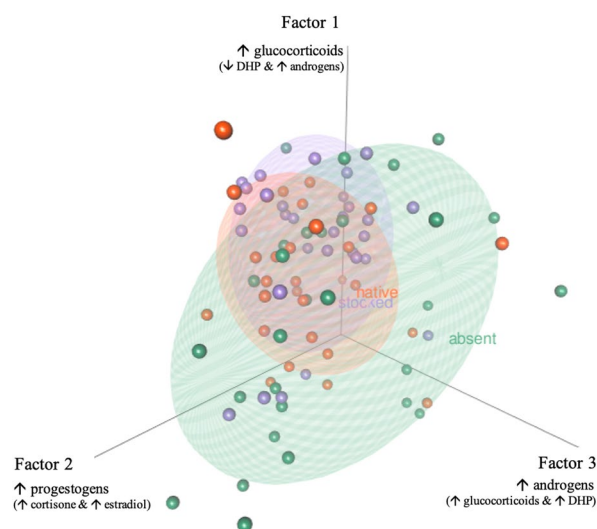 Factor 1
↑ glucocorticoids
(↓ DHP & ↑ androgens)
native
stocked
absent
Factor 2
↑ progestogens
(↑ cortisone & ↑ estradiol)
Factor 3
↑ androgens
(↑ glucocorticoids & ↑ DHP)